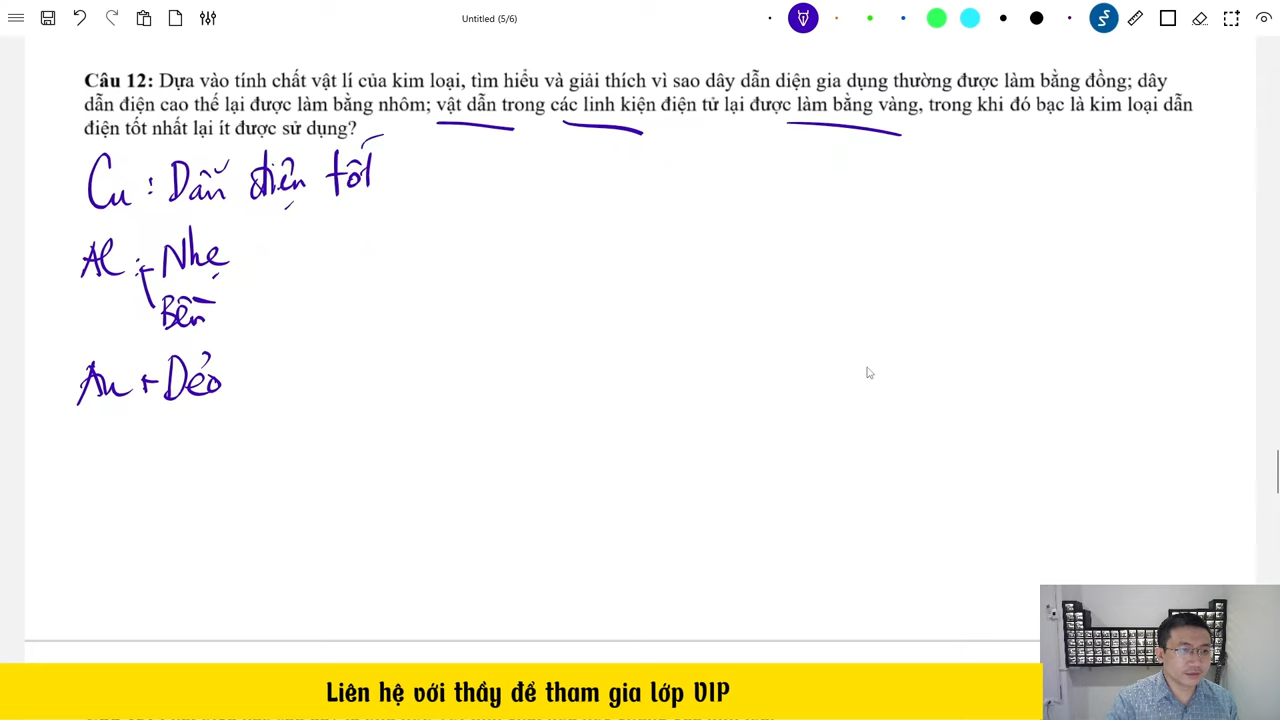 Untitled (5/6)
Câu 12: Dựa vào tính chất vật lí của kim loại, tìm hiểu và giải thích vì sao dây dẫn diện gia dụng thường được làm bằng đồng; dây
dẫn điện cao thế lại được làm bằng nhôm; vật dẫn trong các linh kiện điện tử lại được làm bằng vàng, trong khi đó bạc là kim loại dẫn
điện tốt nhất lại ít được sử dụng?
Cu : Dẫn điện tốt
Al : + Nhẹ
Bền
Au + Dẻo
Liên hệ với thầy để tham gia lớp VIP